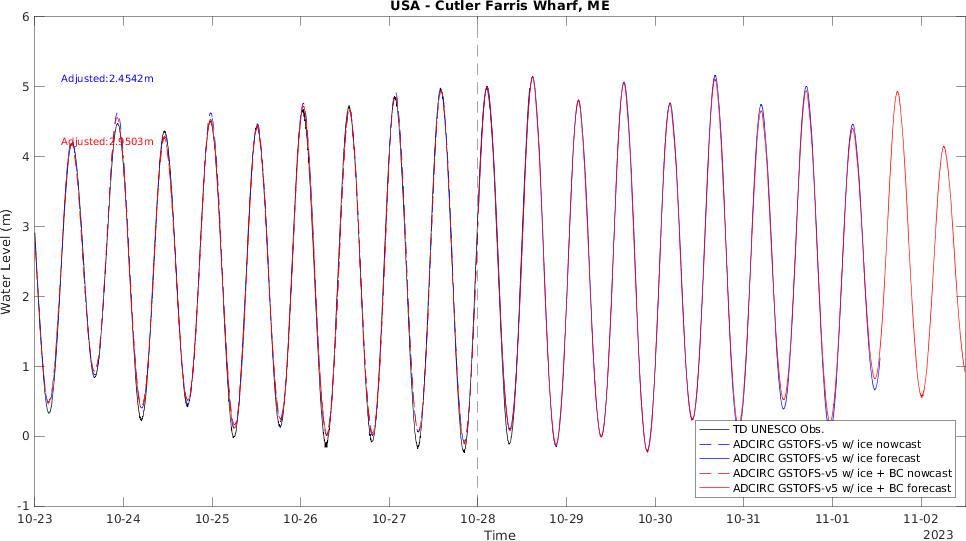 USA - Cutler Farris Wharf, ME
6
5
4
3
2
1
0
-1
Water Level (m)
Adjusted:2.4542m
Adjusted:2.9503m
TD UNESCO Obs.
ADCIRC GSTOFS-v5 w/ ice nowcast
ADCIRC GSTOFS-v5 w/ ice forecast
ADCIRC GSTOFS-v5 w/ ice + BC nowcast
ADCIRC GSTOFS-v5 w/ ice + BC forecast
10-23 10-24 10-25 10-26 10-27 10-28 10-29 10-30 10-31 11-01 11-02
Time
2023